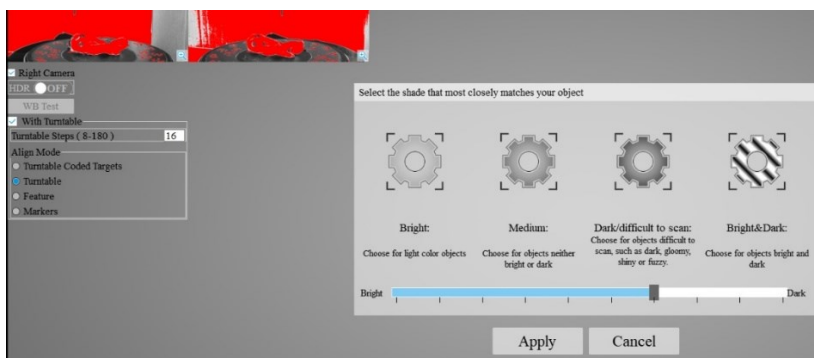 Right Camera
HDR OFF
WB Test
With Turntable
Turntable Steps ( 8-180 ) 16
Align Mode
Turntable Coded Targets
Turntable
Feature
Markers
Select the shade that most closely matches your object
Bright:
Choose for light color objects
Medium:
Choose for objects neither
bright or dark
Dark/difficult to scan:
Choose for objects difficult to
scan, such as dark, gloomy,
shiny or fuzzy.
Bright&Dark:
Choose for objects bright and
dark
Bright Dark
Apply Cancel